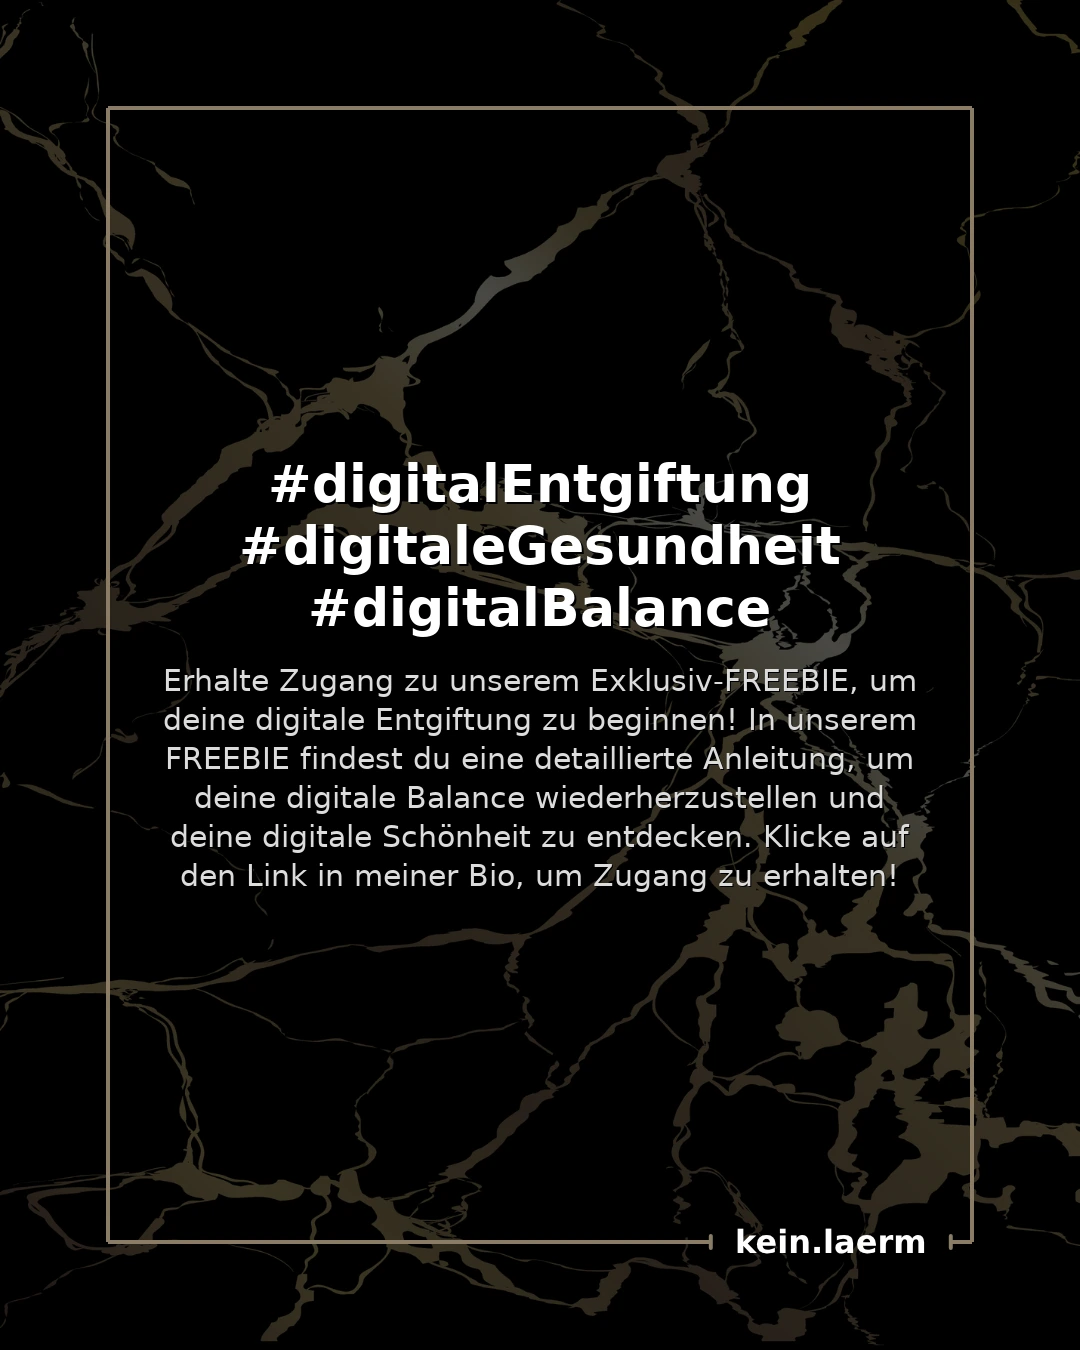 #digitalEntgiftung
#digitaleGesundheit
#digitalBalance
Erhalte Zugang zu unserem Exklusiv-FREEBIE, um
deine digitale Entgiftung zu beginnen! In unserem
FREEBIE findest du eine detaillierte Anleitung, um
deine digitale Balance wiederherzustellen und
deine digitale Schönheit zu entdecken. Klicke auf
den Link in meiner Bio, um Zugang zu erhalten!
kein.laerm